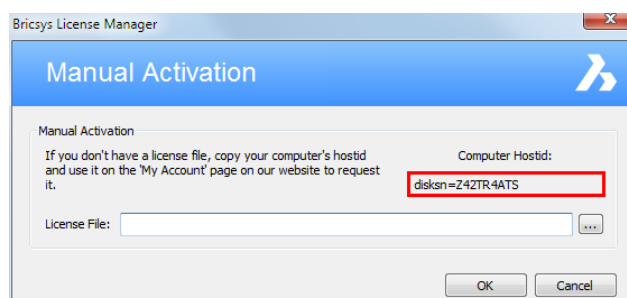 Bricsys License Manager
Manual Activation
Manual Activation
If you don't have a license file, copy your computer's hostid
and use it on the 'My Account' page on our website to request
it.
Computer Hostid:
disksn=Z42TR4ATS
License File:
...
OK Cancel